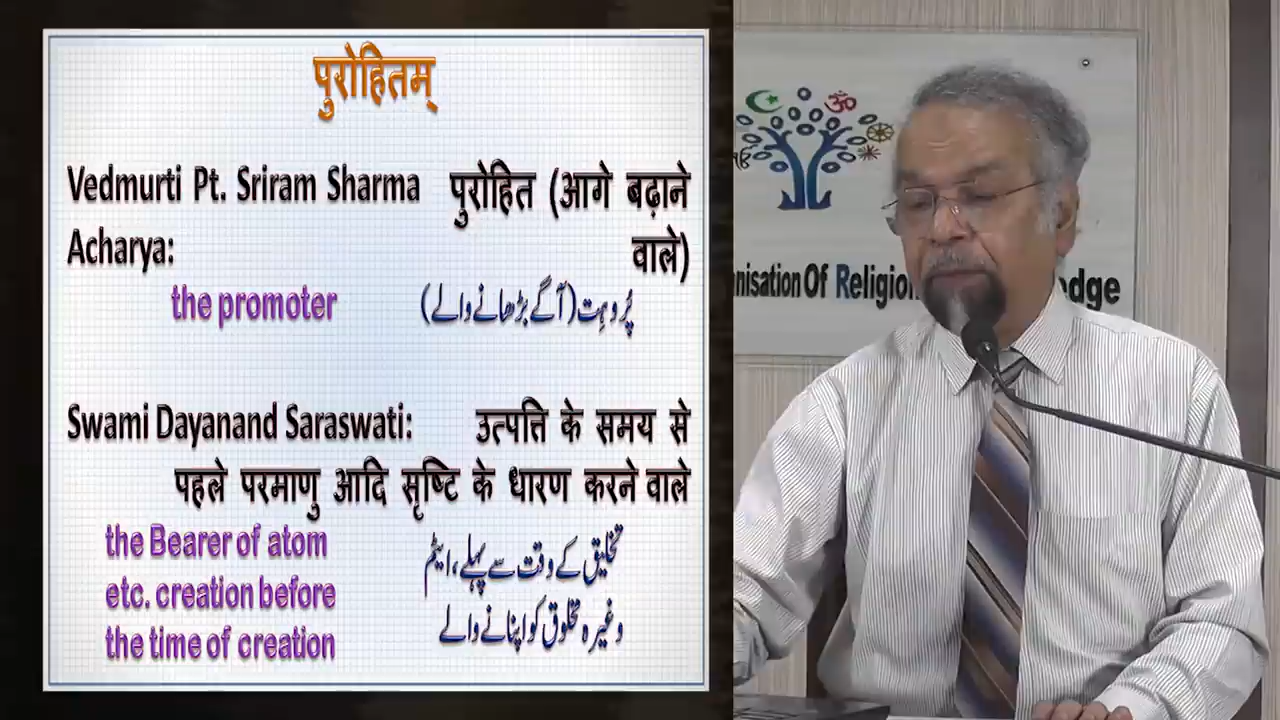 पुरोहितम्
Vedmurti Pt. Sriram Sharma पुरोहित (आगे बढ़ाने
Acharya: वाले)
the promoter پُروہِت (آگے بڑھانے والے)
Swami Dayanand Saraswati: उत्पत्ति के समय से
पहले परमाणु आदि सृष्टि के धारण करने वाले
the Bearer of atom
etc. creation before
the time of creation
تخلیق کے وقت سے پہلے، ایٹم
وغیرہ تخلوق کو اپنانے والے
nisation Of Religio dge